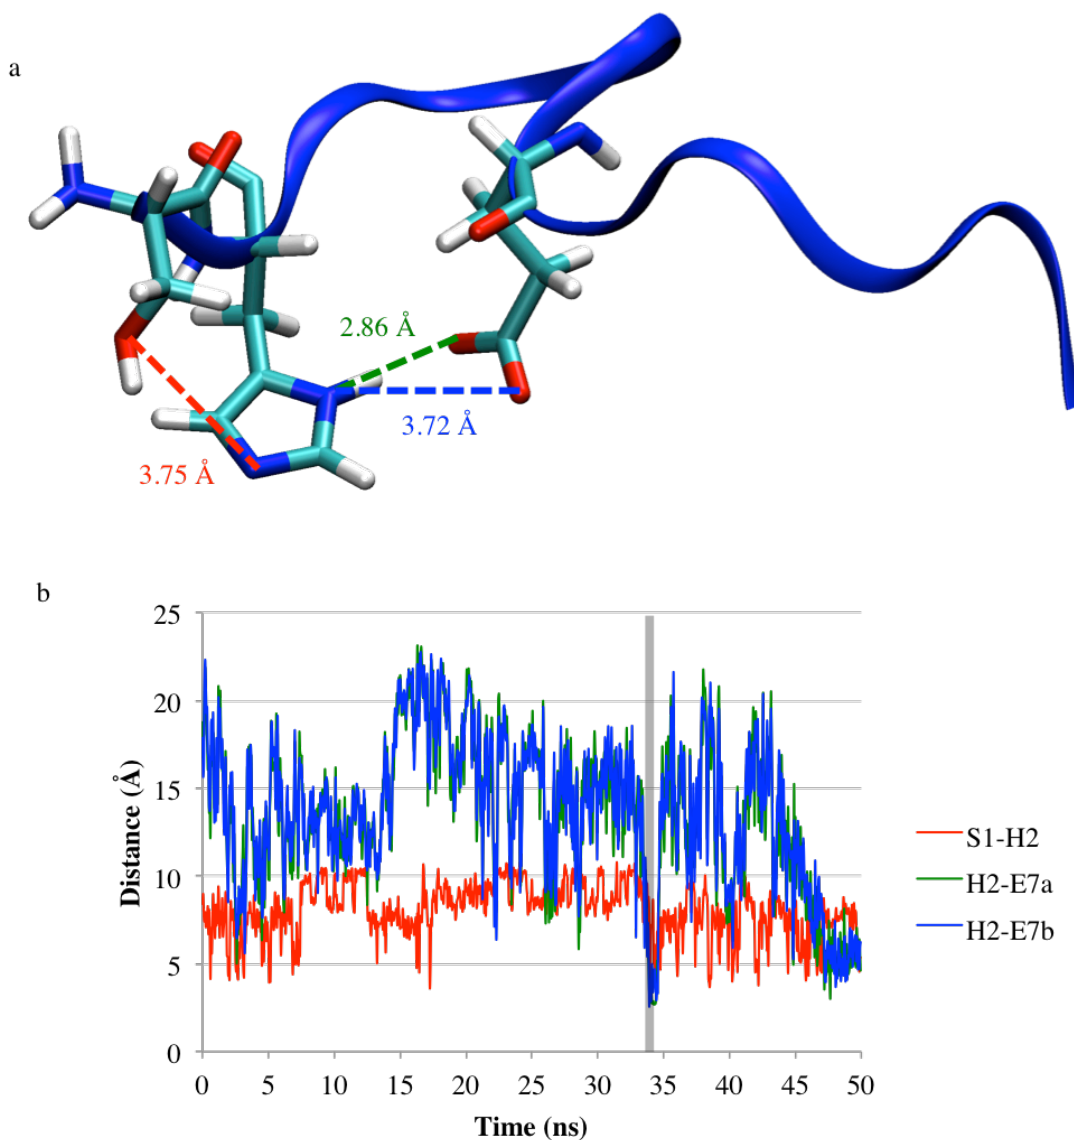 a
2.86 Å
3.72 Å
3.75 Å
b
25
20
15
10
5
0
Distance (Å)
0 5 10 15 20 25 30 35 40 45 50
Time (ns)
S1-H2
H2-E7a
H2-E7b